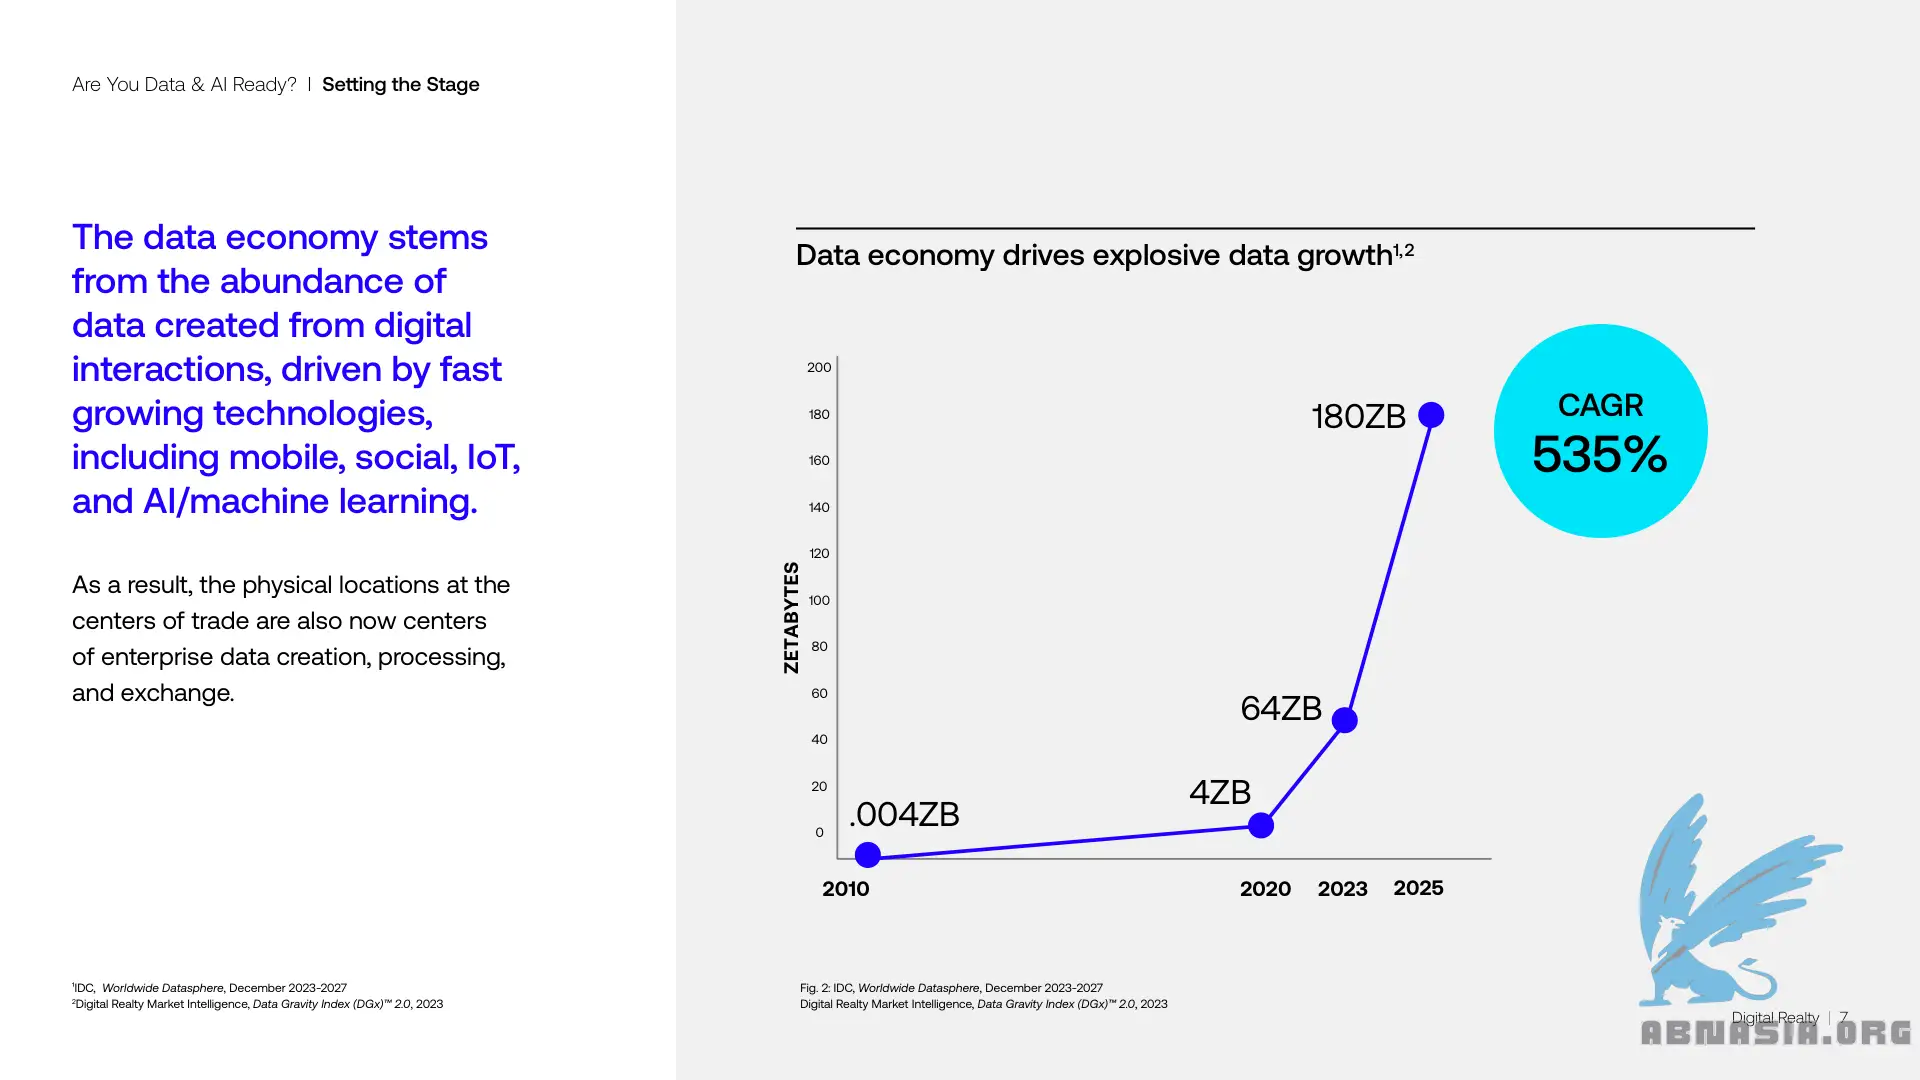 Are You Data & AI Ready? | Setting the Stage
The data economy stems
from the abundance of
data created from digital
interactions, driven by fast
growing technologies,
including mobile, social, IoT,
and AI/machine learning.
As a result, the physical locations at the
centers of trade are also now centers
of enterprise data creation, processing,
and exchange.
¹IDC, Worldwide Datasphere, December 2023-2027
²Digital Realty Market Intelligence, Data Gravity Index (DGx)™ 2.0, 2023
Data economy drives explosive data growth¹,²
CAGR
535%
ZETABYTES
200
180
160
140
120
100
80
60
40
20
0
.004ZB
4ZB
64ZB
180ZB
2010
2020
2023
2025
Fig. 2: IDC, Worldwide Datasphere, December 2023-2027
Digital Realty Market Intelligence, Data Gravity Index (DGx)™ 2.0, 2023
Digital Realty | 7
ABNASIA.ORG